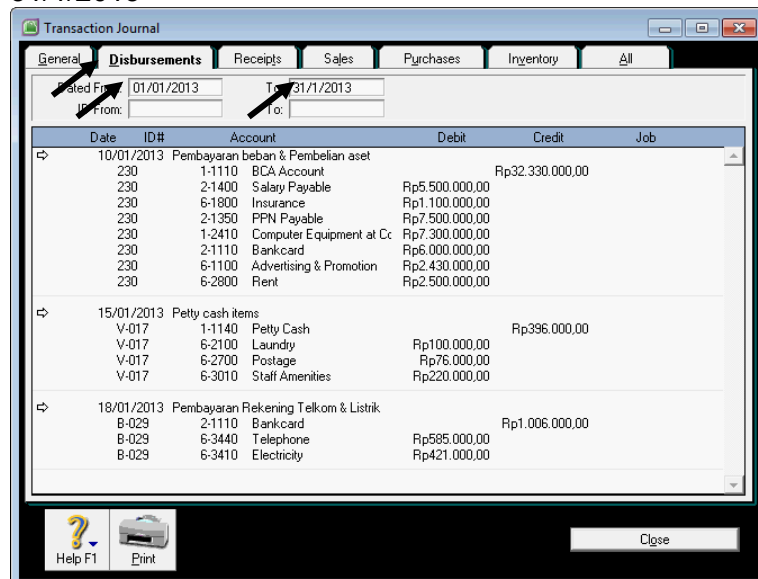 Transaction Journal
General Disbursements Receipts Sales Purchases Inventory All
Dated From: 01/01/2013 To: 31/1/2013
ID From: To:
Date ID# Account Debit Credit Job
10/01/2013 Pembayaran beban & Pembelian aset
230 1-1110 BCA Account Rp32.330.000,00
230 2-1400 Salary Payable Rp5.500.000,00
230 6-1800 Insurance Rp1.100.000,00
230 2-1350 PPN Payable Rp7.500.000,00
230 1-2410 Computer Equipment at Cc Rp7.300.000,00
230 2-1110 Bankcard Rp6.000.000,00
230 6-1100 Advertising & Promotion Rp2.430.000,00
230 6-2800 Rent Rp2.500.000,00
15/01/2013 Petty cash items
V-017 1-1140 Petty Cash Rp396.000,00
V-017 6-2100 Laundry Rp100.000,00
V-017 6-2700 Postage Rp76.000,00
V-017 6-3010 Staff Amenities Rp220.000,00
18/01/2013 Pembayaran Rekening Telkom & Listrik
B-029 2-1110 Bankcard Rp1.006.000,00
B-029 6-3440 Telephone Rp585.000,00
B-029 6-3410 Electricity Rp421.000,00
Help F1 Print Close